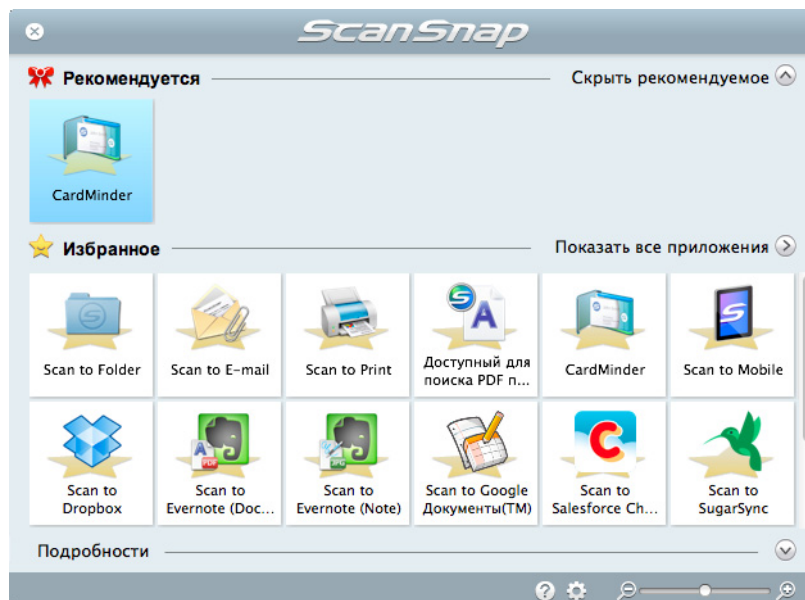 ScanSnap
Рекомендуется
Скрыть рекомендуемое
CardMinder
Избранное
Показать все приложения
Scan to Folder
Scan to E-mail
Scan to Print
Доступный для
поиска PDF п...
CardMinder
Scan to Mobile
Scan to
Dropbox
Scan to
Evernote (Doc...
Scan to
Evernote (Note)
Scan to Google
Документы(ТМ)
Scan to
Salesforce Ch...
Scan to
SugarSync
Подробности